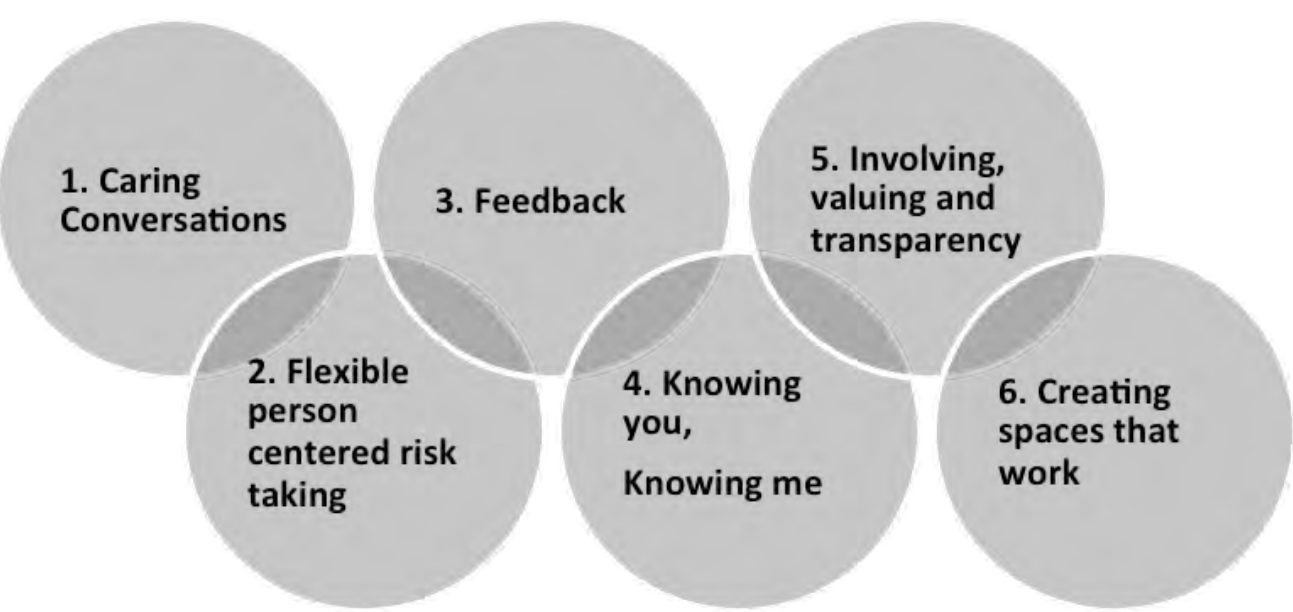 1. Caring
Conversations
2. Flexible
person
centered risk
taking
3. Feedback
4. Knowing
you,
Knowing me
5. Involving,
valuing and
transparency
6. Creating
spaces that
work